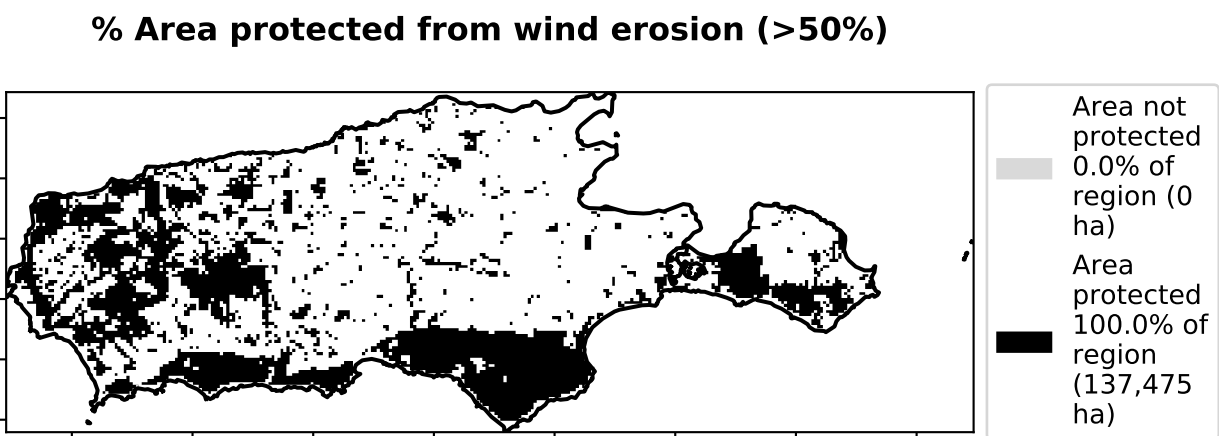 % Area protected from wind erosion (>50%)
Area not
protected
0.0% of
region (0
ha)
Area
protected
100.0% of
region
(137,475
ha)